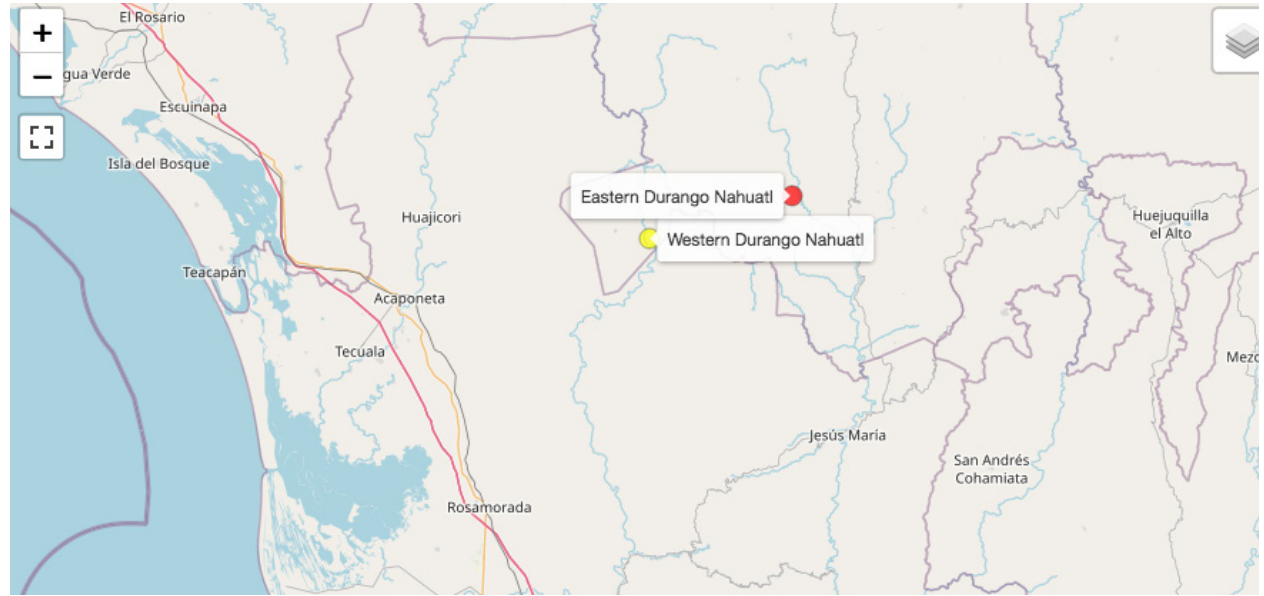 +
El Rosario
−
gua Verde
Escuinapa
Isla del Bosque
Eastern Durango Nahuatl
Huajicori
Huejuquilla
el Alto
Western Durango Nahuatl
Teacapán
Acaponeta
Tecuala
Mezq
Jesús María
San Andrés
Cohamiata
Rosamorada